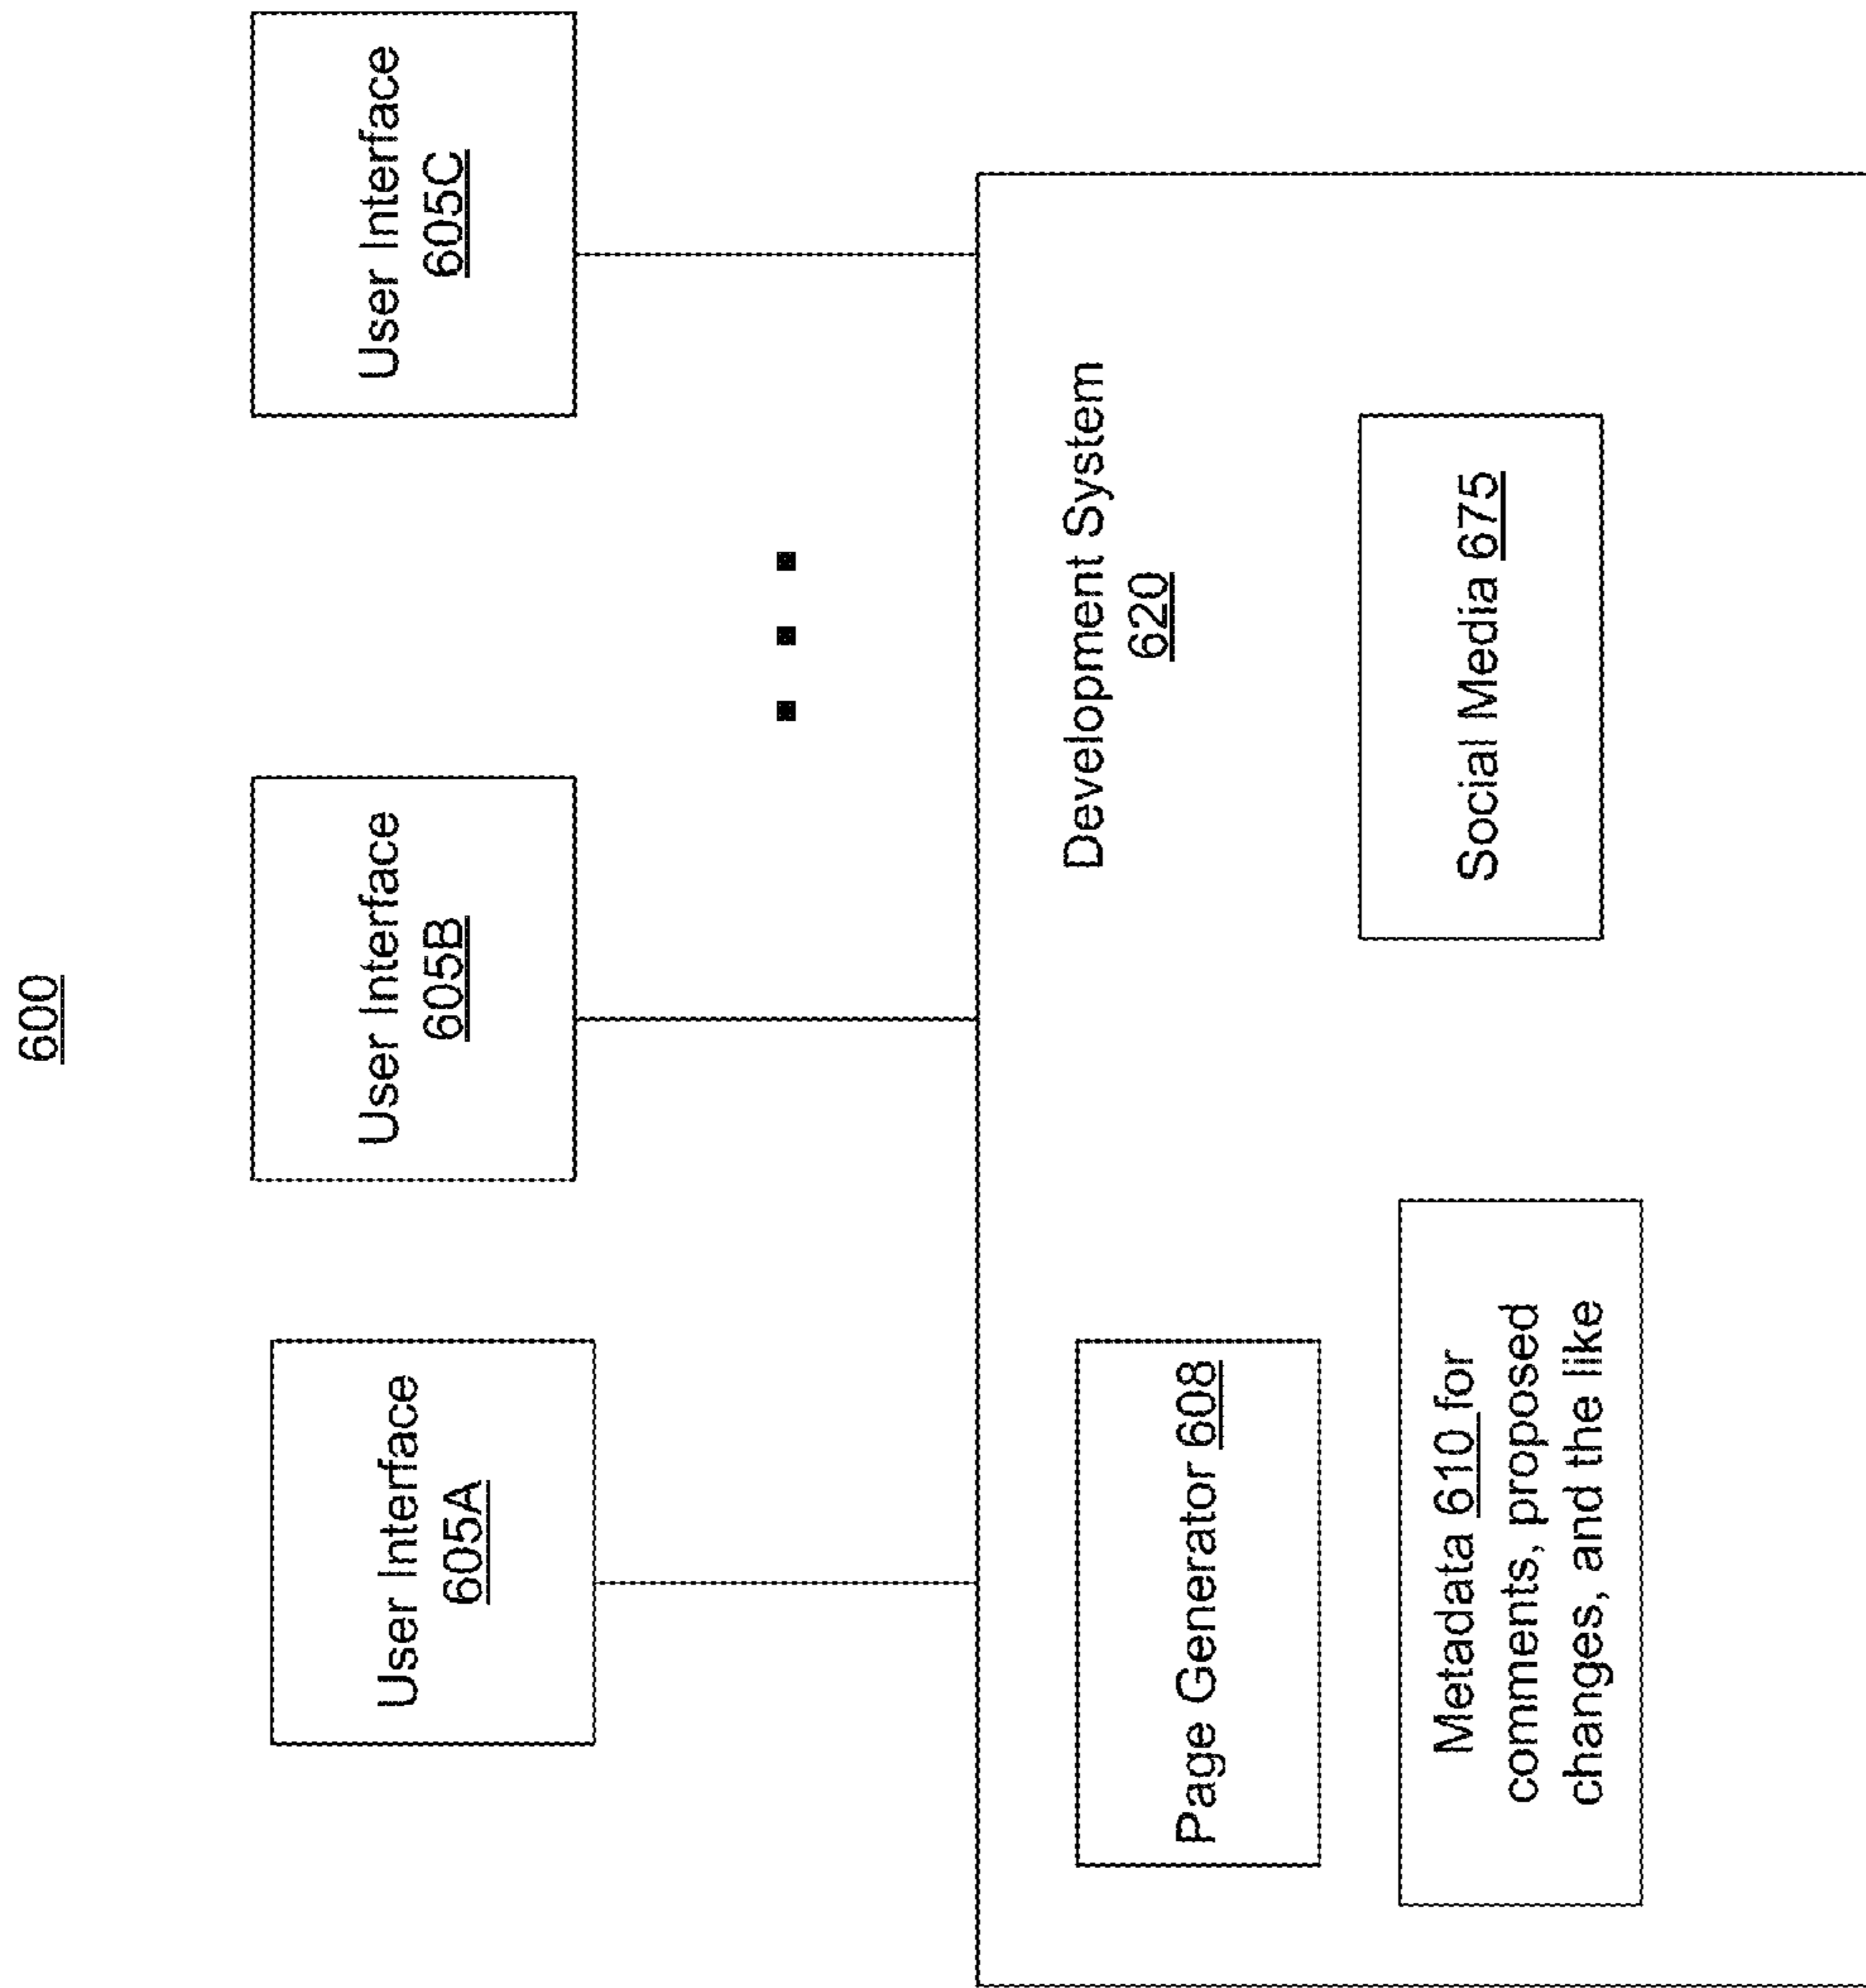 600
User Interface
605A
User Interface
605B
User Interface
605C
Development System
620
Page Generator 608
Metadata 610 for
comments, proposed
changes, and the like
Social Media 675